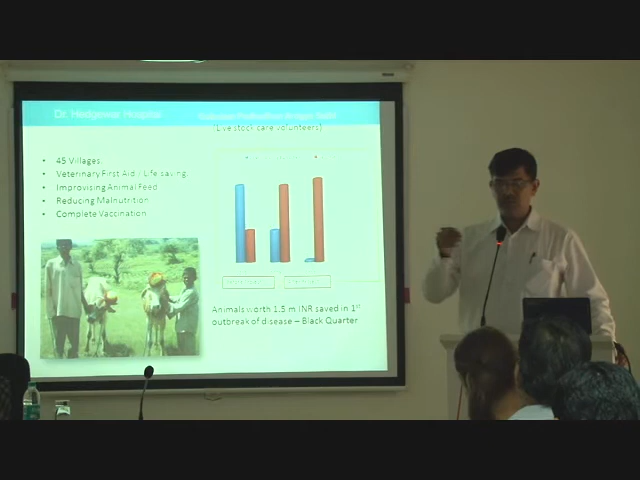 Dr. Hedgewar Hospital
(Live stock care volunteers)
• 45 Villages.
• Veterinary First Aid / Life saving.
• Improvising Animal Feed
• Reducing Malnutrition
• Complete Vaccination
Animals worth 1.5 m INR saved in 1st
outbreak of disease – Black Quarter